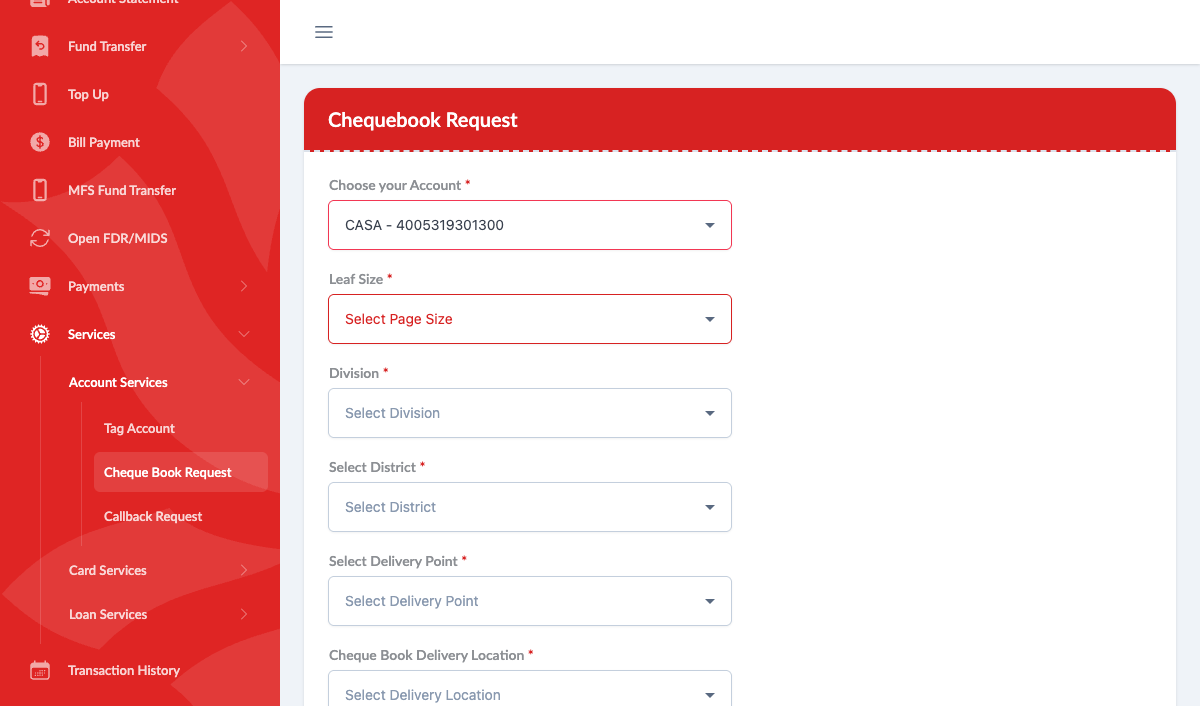 Account Statement
Fund Transfer
Top Up
Bill Payment
MFS Fund Transfer
Open FDR/MIDS
Payments
Services
Account Services
Tag Account
Cheque Book Request
Callback Request
Card Services
Loan Services
Transaction History
Chequebook Request
Choose your Account *
CASA - 4005319301300
Leaf Size *
Select Page Size
Division *
Select Division
Select District *
Select District
Select Delivery Point *
Select Delivery Point
Cheque Book Delivery Location *
Select Delivery Location